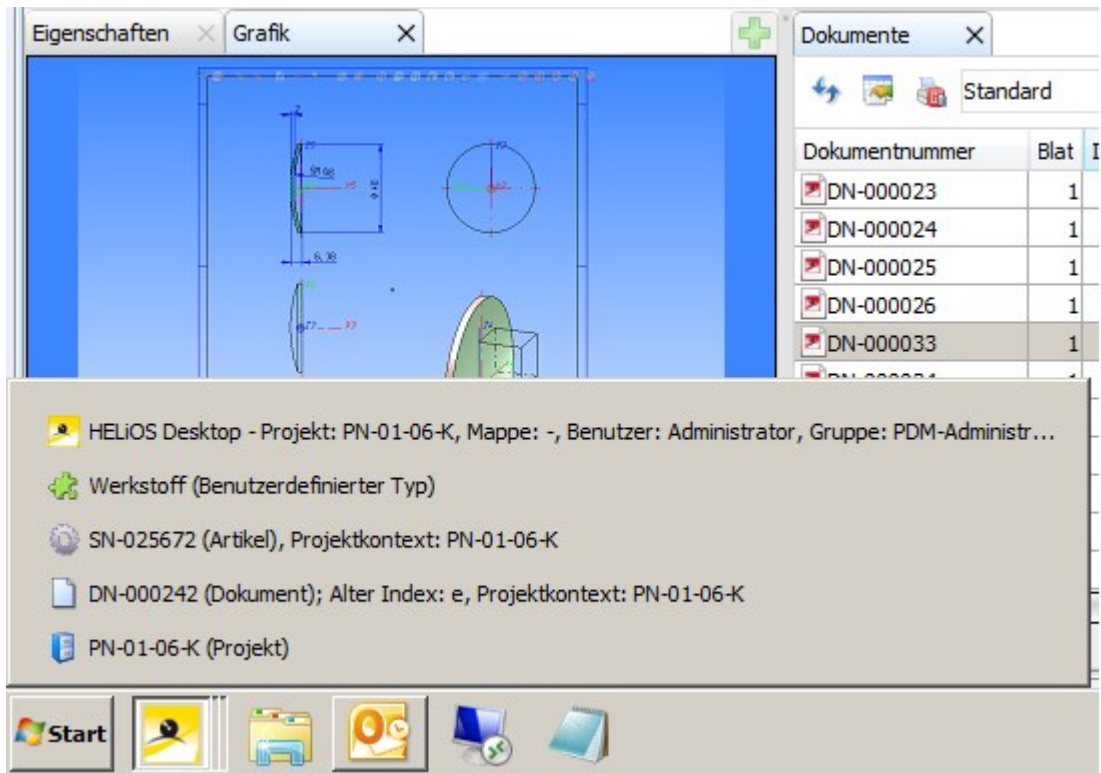 Eigenschaften
Grafik
Dokumente
Standard
Dokumentnummer Blat
DN-000023 1
DN-000024 1
DN-000025 1
DN-000026 1
DN-000033 1
HELiOS Desktop - Projekt: PN-01-06-K, Mappe: -, Benutzer: Administrator, Gruppe: PDM-Administr...
Werkstoff (Benutzerdefinierter Typ)
SN-025672 (Artikel), Projektkontext: PN-01-06-K
DN-000242 (Dokument); Alter Index: e, Projektkontext: PN-01-06-K
PN-01-06-K (Projekt)
Start